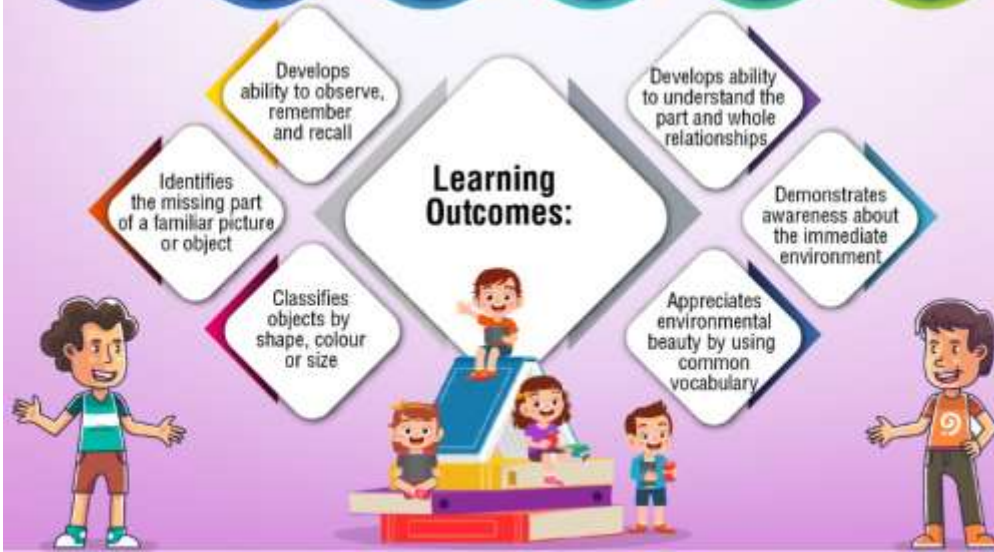 Develops
ability to observe,
remember
and recall
Identifies
the missing part
of a familiar picture
or object
Classifies
objects by
shape, colour
or size
Learning
Outcomes:
Develops ability
to understand the
part and whole
relationships
Demonstrates
awareness about
the immediate
environment
Appreciates
environmental
beauty by using
common
vocabulary